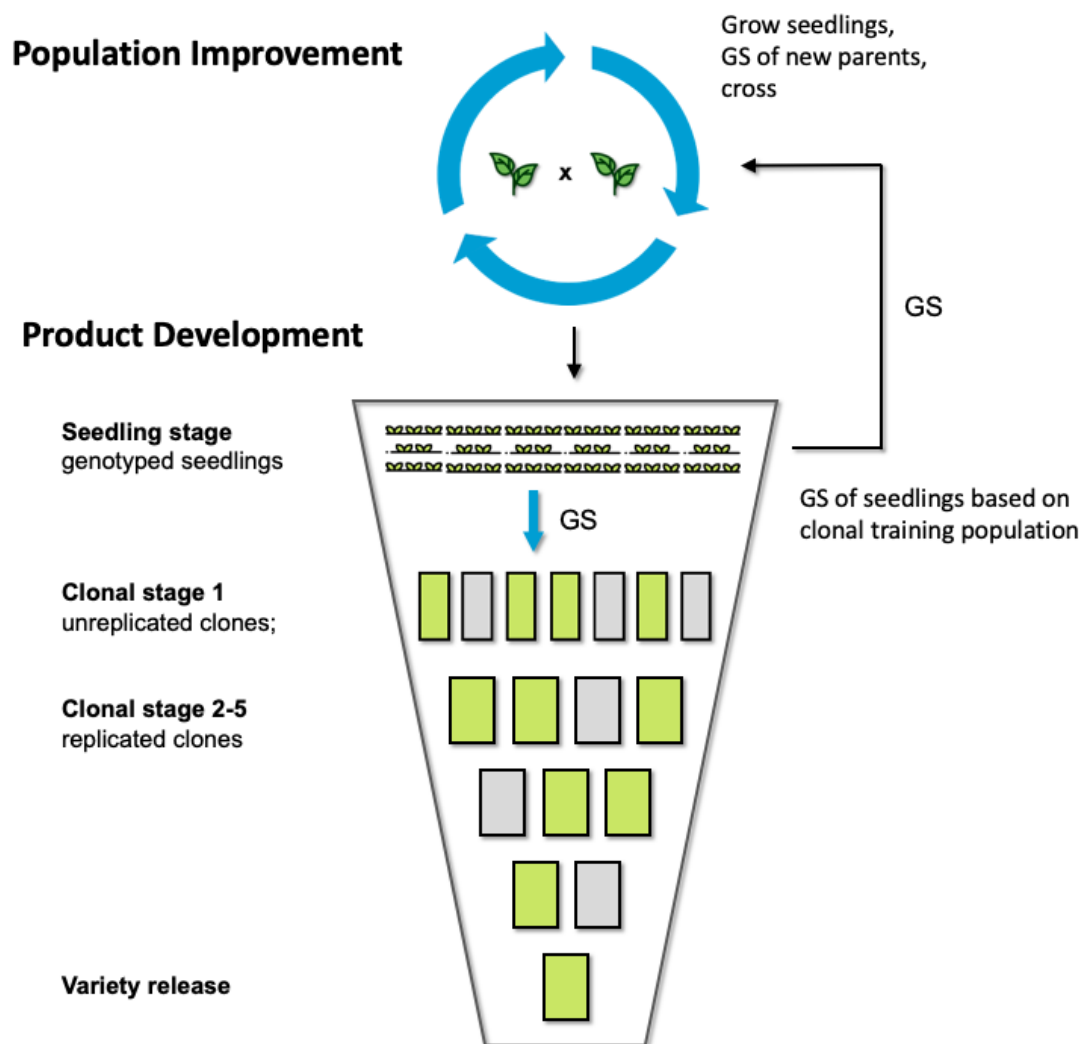 Population Improvement
Grow seedlings,
GS of new parents,
cross
x
GS
Product Development
Seedling stage
genotyped seedlings
GS of seedlings based on
clonal training population
GS
Clonal stage 1
unreplicated clones;
Clonal stage 2-5
replicated clones
Variety release